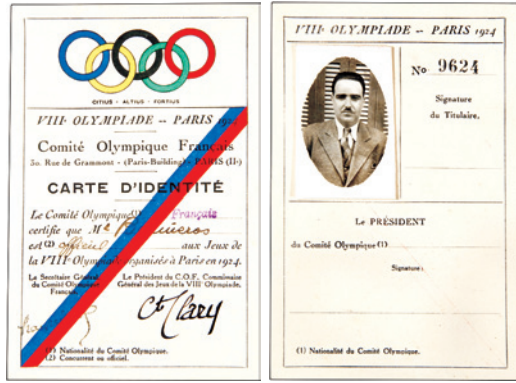 CITIUS - ALTIUS - FORTIUS
VIIIᵉ OLYMPIADE -- PARIS 1924
Comité Olympique Français
30, Rue de Grammont - (Paris-Building) - PARIS (IIᵉ)
CARTE D'IDENTITÉ
Le Comité Olympique(1) Français
certifie que Mᵉ
est (2) officiel aux Jeux de
la VIIIᵉ Olympiade organisés à Paris en 1924.
Le Secrétaire Général
du Comité Olympique
Français,
Le Président du C.O.F. Commissaire
Général des Jeux de la VIIIᵉ Olympiade,
Ct Clary
(1) Nationalité du Comité Olympique.
(2) Concurrent ou officiel.
VIIIᵉ OLYMPIADE -- PARIS 1924
No 9624
Signature
du Titulaire,
Le PRÉSIDENT
du Comité Olympique (1)
Signature:
(1) Nationalité du Comité Olympique.